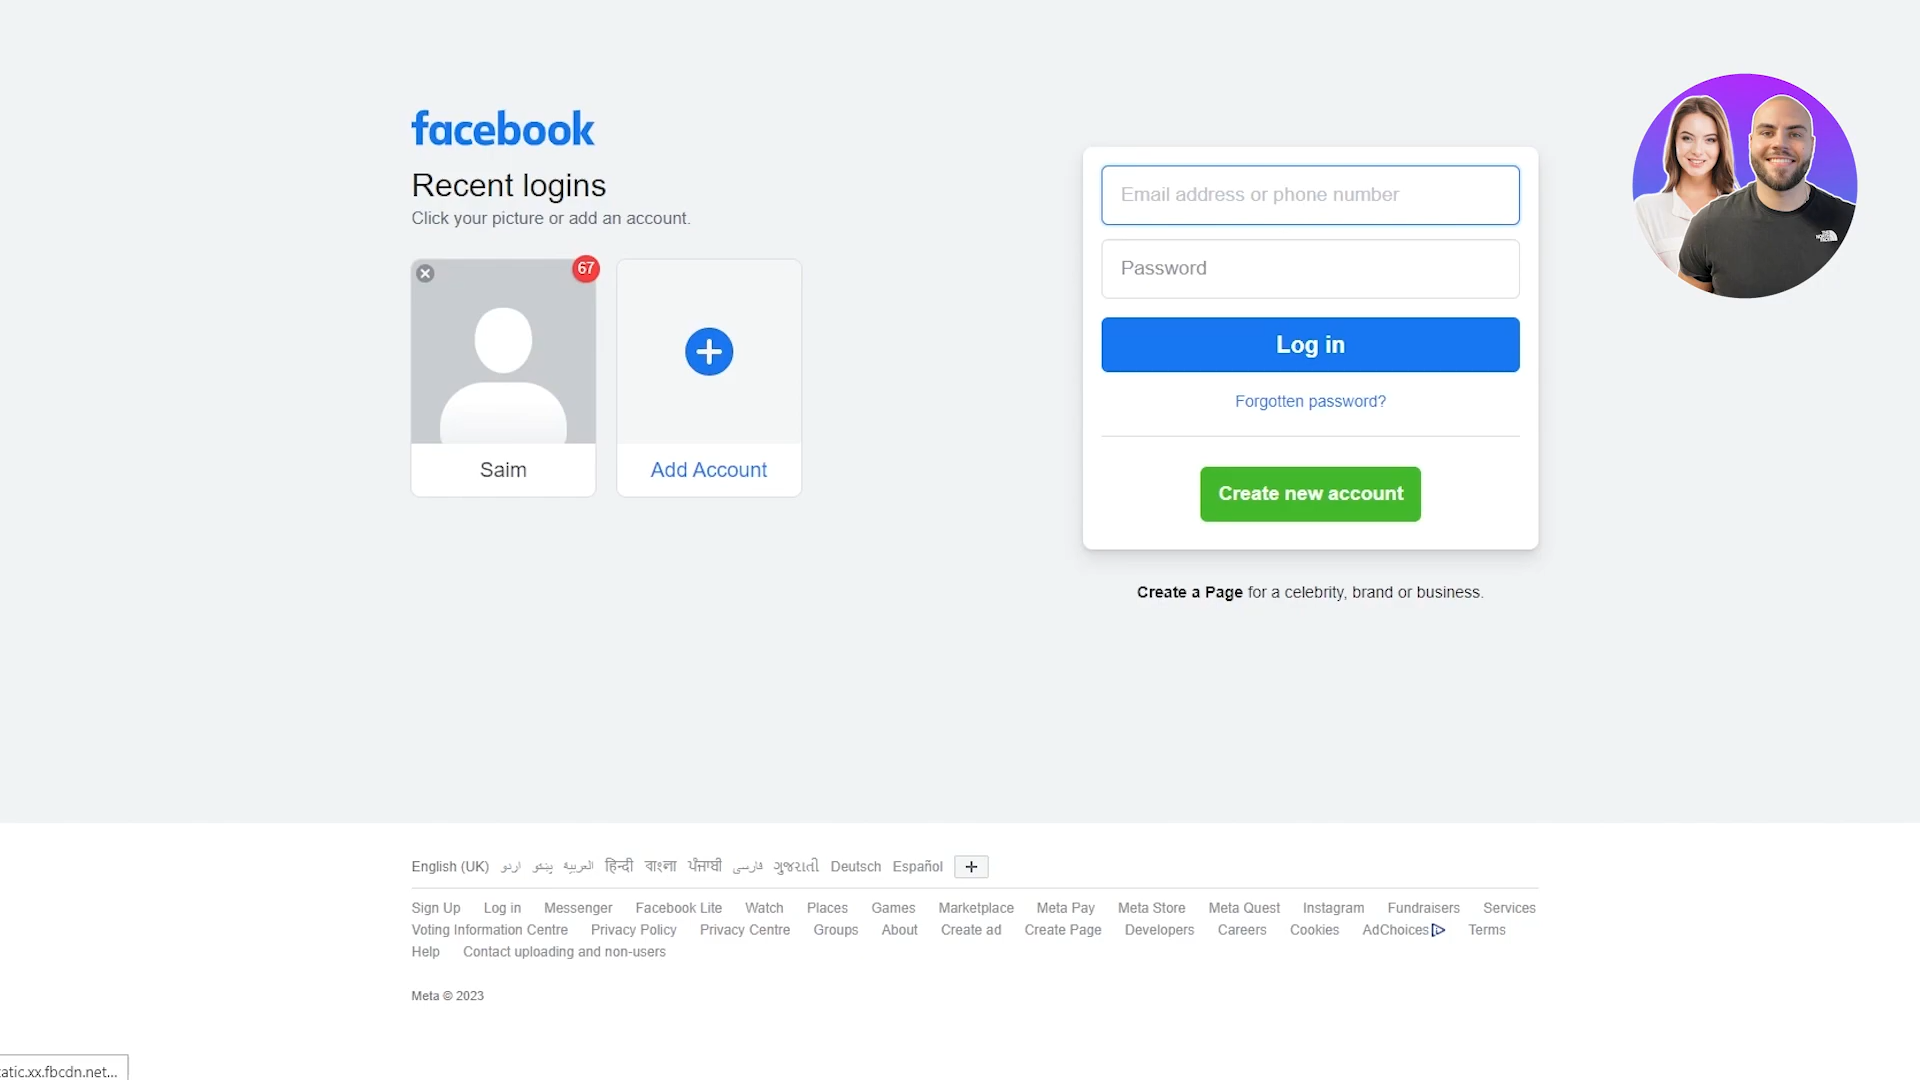 facebook
Recent logins
Click your picture or add an account.
67
Saim
Add Account
Email address or phone number
Password
Log in
Forgotten password?
Create new account
Create a Page for a celebrity, brand or business.
THE NORTH FACE
English (UK) اردو پښتو العربية हिन्दी বাংলা ਪੰਜਾਬੀ فارسی ગુજરાતી Deutsch Español
Sign Up Log in Messenger Facebook Lite Watch Places Games Marketplace Meta Pay Meta Store Meta Quest Instagram Fundraisers Services
Voting Information Centre Privacy Policy Privacy Centre Groups About Create ad Create Page Developers Careers Cookies AdChoices Terms
Help Contact uploading and non-users
Meta © 2023
atic.xx.fbcdn.net...